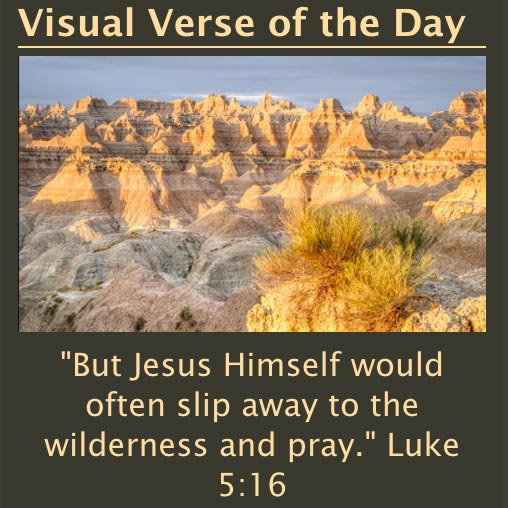 Visual Verse of the Day
"But Jesus Himself would
often slip away to the
wilderness and pray." Luke
5:16